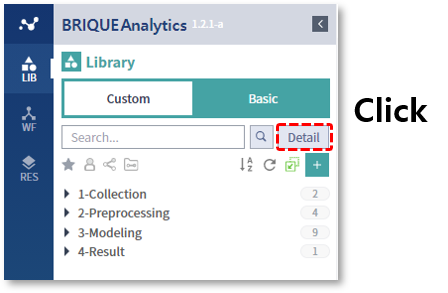 BRIQUE Analytics 1.2.1-a
LIB
WF
RES
Library
Custom Basic
Search... Detail
1-Collection 2
2-Preprocessing 4
3-Modeling 9
4-Result 1
Click